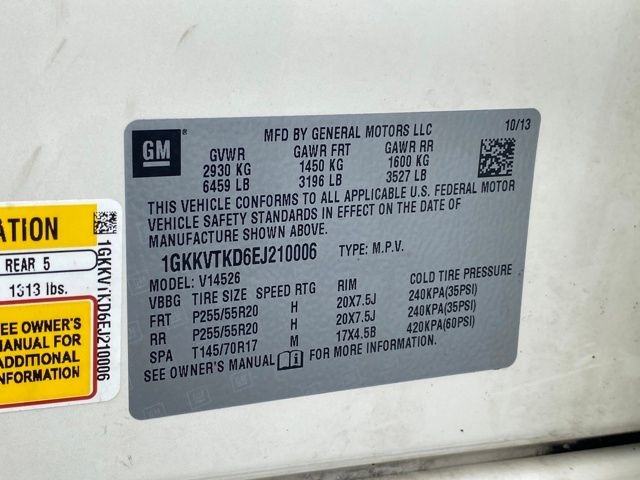 GM
MFD BY GENERAL MOTORS LLC
10/13
GVWR GAWR FRT GAWR RR
2930 KG 1450 KG 1600 KG
6459 LB 3196 LB 3527 LB
THIS VEHICLE CONFORMS TO ALL APPLICABLE U.S. FEDERAL MOTOR
VEHICLE SAFETY STANDARDS IN EFFECT ON THE DATE OF
MANUFACTURE SHOWN ABOVE.
1GKKVTKD6EJ210006 TYPE: M.P.V.
MODEL: V14526
VBBG TIRE SIZE SPEED RTG RIM COLD TIRE PRESSURE
FRT P255/55R20 H 20X7.5J 240KPA(35PSI)
RR P255/55R20 H 20X7.5J 240KPA(35PSI)
SPA T145/70R17 M 17X4.5B 420KPA(60PSI)
SEE OWNER'S MANUAL FOR MORE INFORMATION.
ATION
REAR 5
1313 lbs.
SEE OWNER'S
MANUAL FOR
ADDITIONAL
INFORMATION
1GKKVTKD6EJ210006